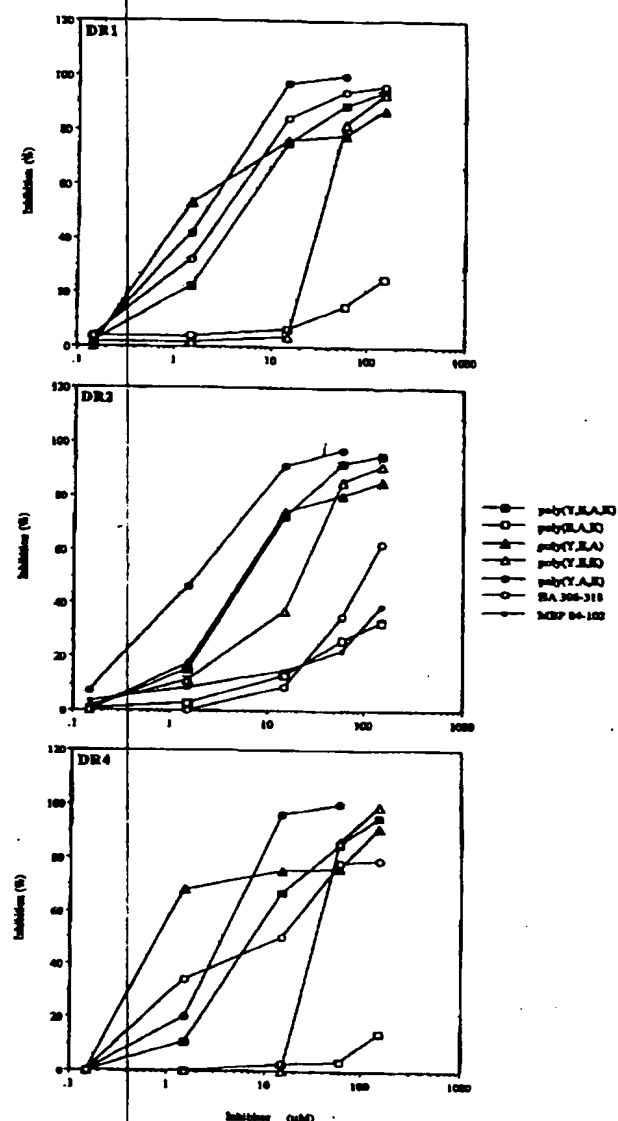 DR1
120
100
80
60
40
20
0
Inhibition (%)
.1 1 10 100 1000
DR2
120
100
80
60
40
20
0
Inhibition (%)
.1 1 10 100 1000
poly(Y,E,A,K)
poly(E,A,K)
poly(Y,E,A)
poly(Y,E,K)
poly(Y,A,K)
HA 306-318
MBP 84-102
DR4
120
100
80
60
40
20
0
Inhibition (%)
.1 1 10 100 1000
Inhibitor (uM)